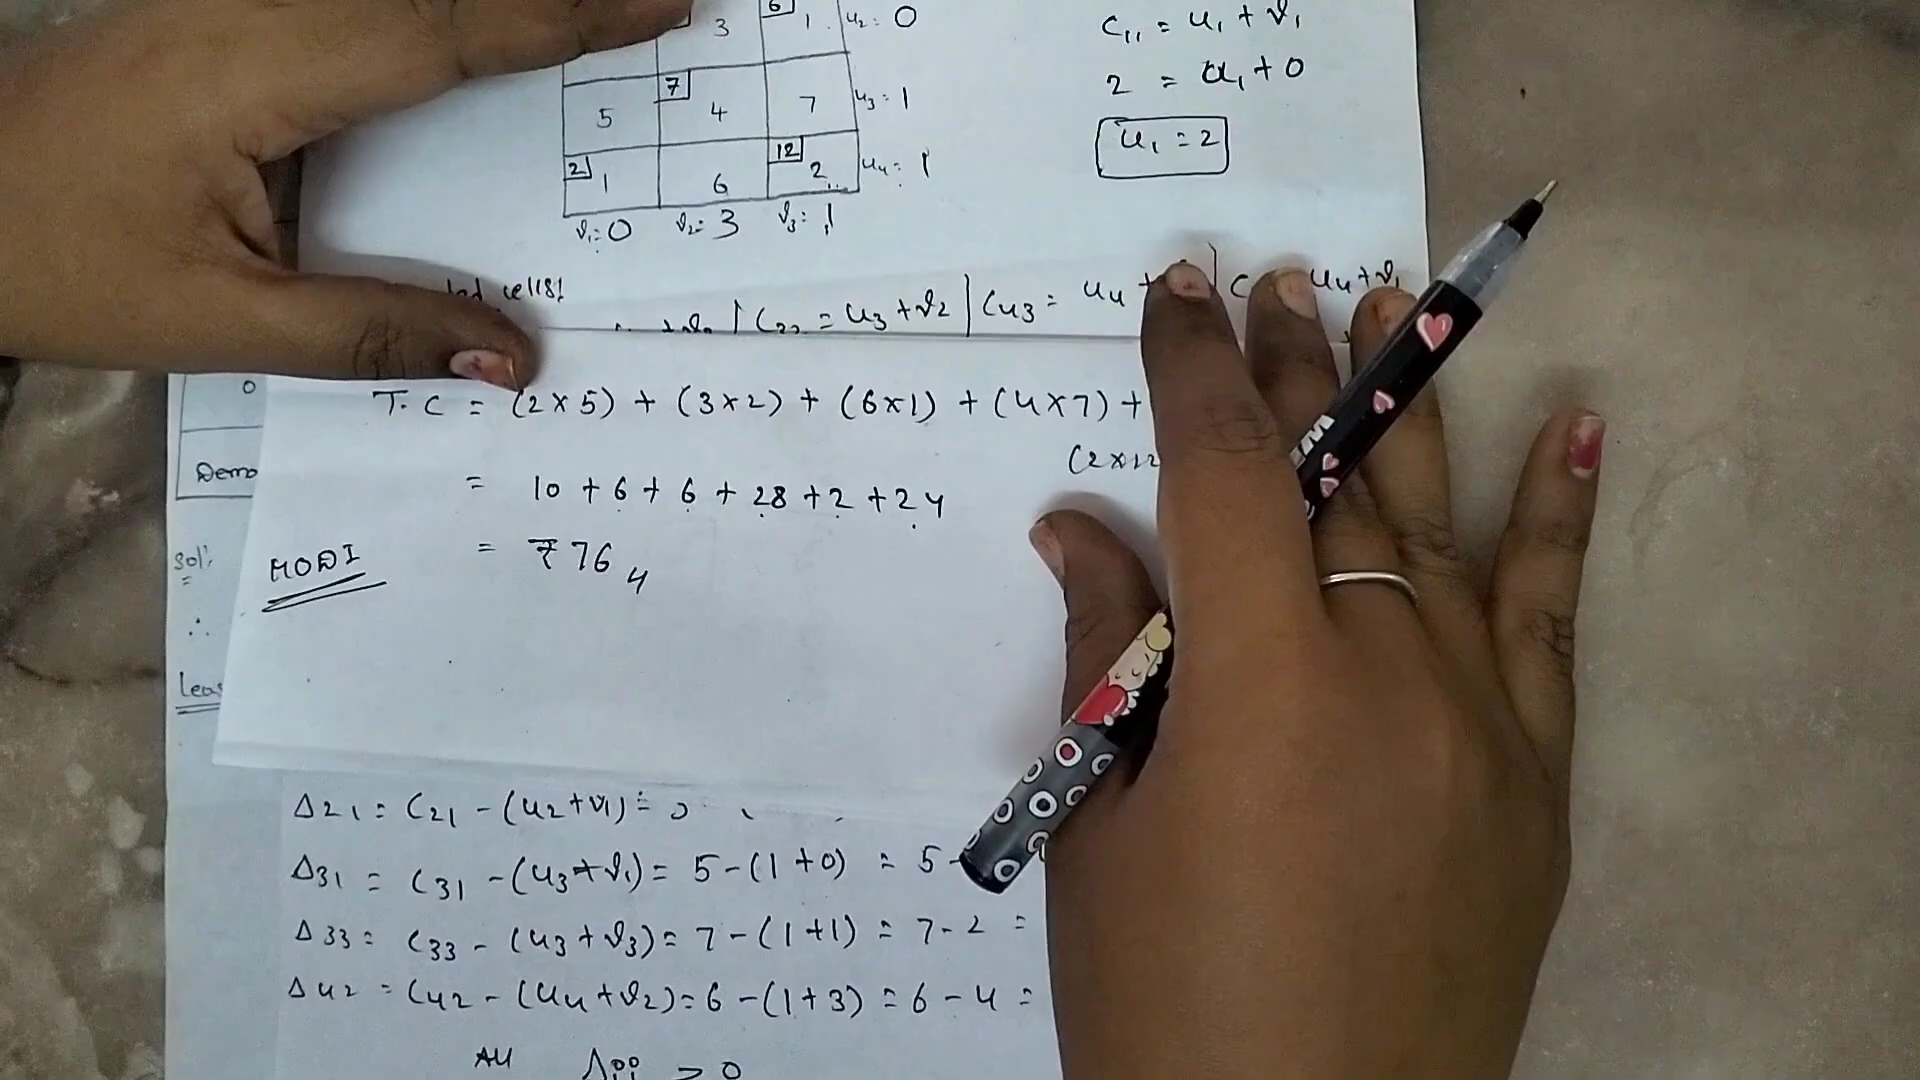 3 6 1 u₂: 0
5 7 4 7 u₃: 1
2 1 6 12 2 u₄: 1
v₁: 0 v₂: 3 v₃: 1
C₁₁ = u₁ + v₁
2 = u₁ + 0
u₁ = 2
cells:
= u₃ + v₂ | C₄₃ = u₄ + C u₄ + v₁
0
T.C = (2×5) + (3×2) + (6×1) + (4×7) +
(2×12
Demo
= 10 + 6 + 6 + 28 + 2 + 24
= ₹ 76
MODI
Sol:
∴
Leas
Δ21 = C21 - (u2 + v1) = 0
Δ31 = C31 - (u3 + v1) = 5 - (1 + 0) = 5 -
Δ33 = C33 - (u3 + v3) = 7 - (1 + 1) = 7 - 2 =
Δ42 = C42 - (u4 + v2) = 6 - (1 + 3) = 6 - 4 =
All Δij > 0